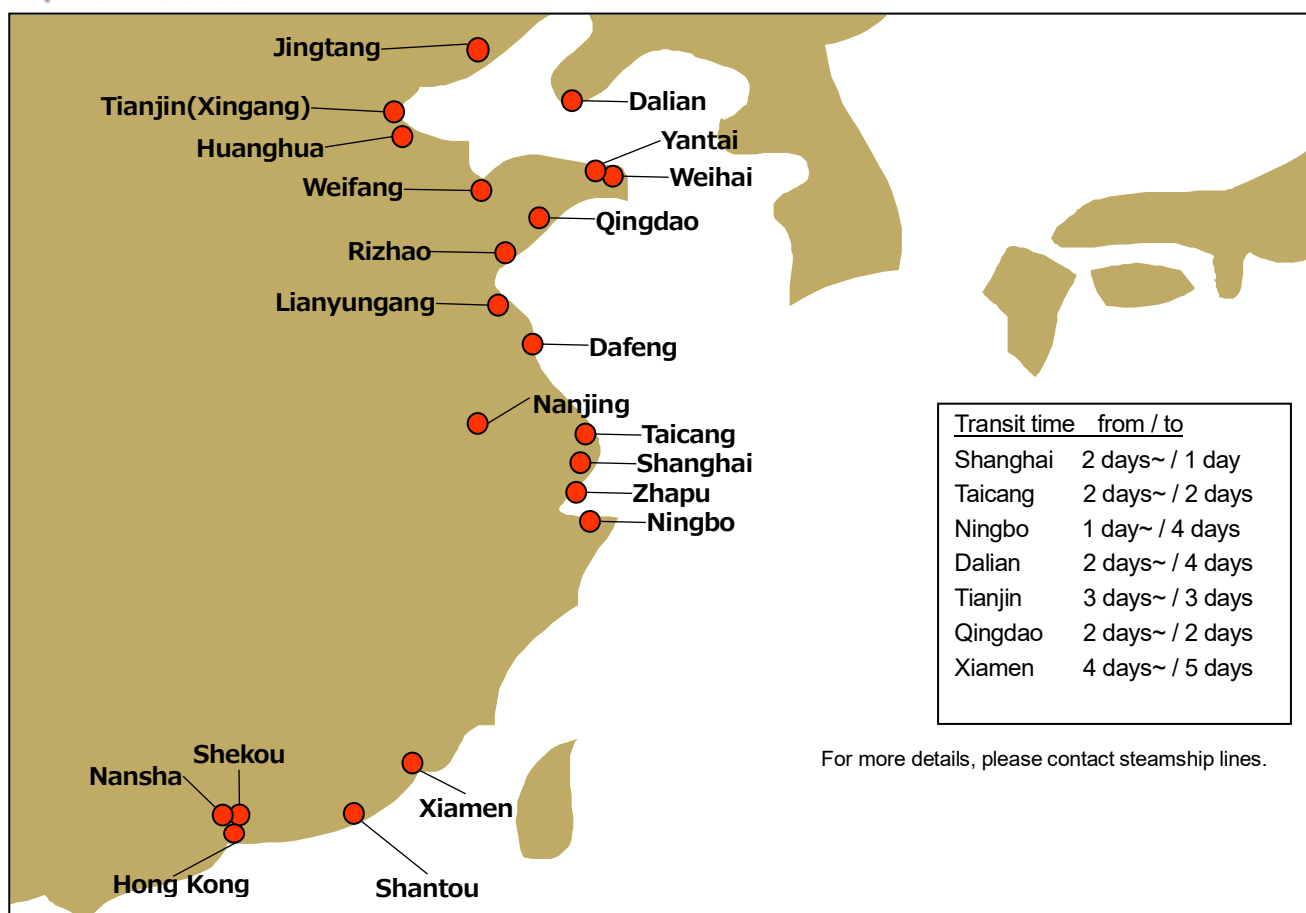 Jingtang
Tianjin(Xingang)
Dalian
Huanghua
Yantai
Weifang
Weihai
Qingdao
Rizhao
Lianyungang
Dafeng
Nanjing
Taicang
Shanghai
Zhapu
Ningbo
Transit time from / to
Shanghai 2 days~ / 1 day
Taicang 2 days~ / 2 days
Ningbo 1 day~ / 4 days
Dalian 2 days~ / 4 days
Tianjin 3 days~ / 3 days
Qingdao 2 days~ / 2 days
Xiamen 4 days~ / 5 days
For more details, please contact steamship lines.
Shekou
Nansha
Xiamen
Hong Kong
Shantou